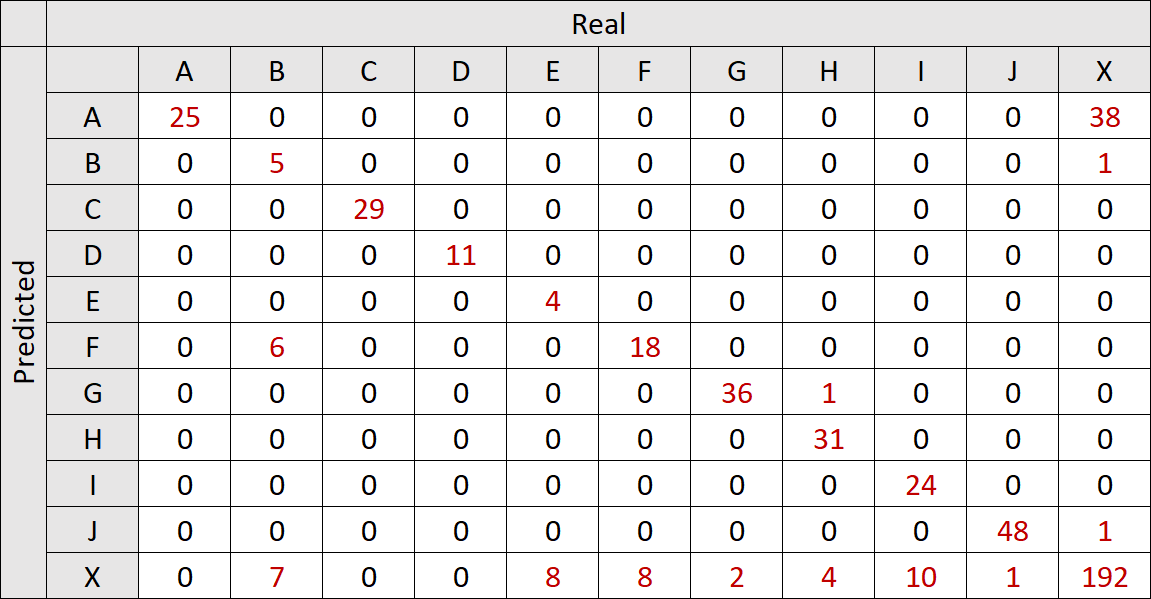 Real
Predicted
A B C D E F G H I J X
A 25 0 0 0 0 0 0 0 0 0 38
B 0 5 0 0 0 0 0 0 0 0 1
C 0 0 29 0 0 0 0 0 0 0 0
D 0 0 0 11 0 0 0 0 0 0 0
E 0 0 0 0 4 0 0 0 0 0 0
F 0 6 0 0 0 18 0 0 0 0 0
G 0 0 0 0 0 0 36 1 0 0 0
H 0 0 0 0 0 0 0 31 0 0 0
I 0 0 0 0 0 0 0 0 24 0 0
J 0 0 0 0 0 0 0 0 0 48 1
X 0 7 0 0 8 8 2 4 10 1 192